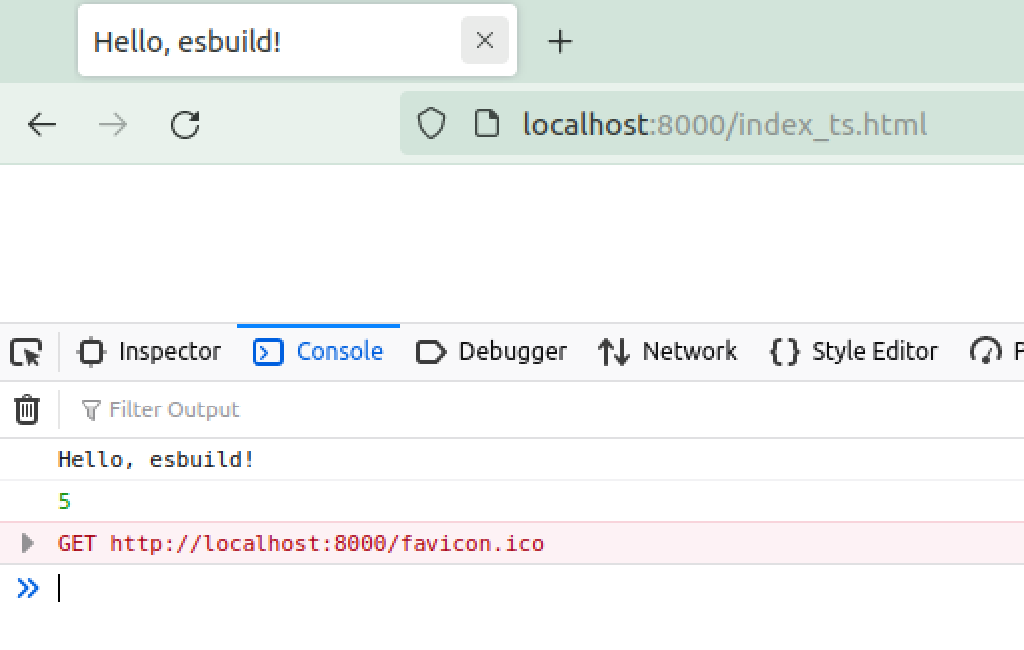 Hello, esbuild!
localhost:8000/index_ts.html
Inspector Console Debugger Network Style Editor
Filter Output
Hello, esbuild!
5
GET http://localhost:8000/favicon.ico